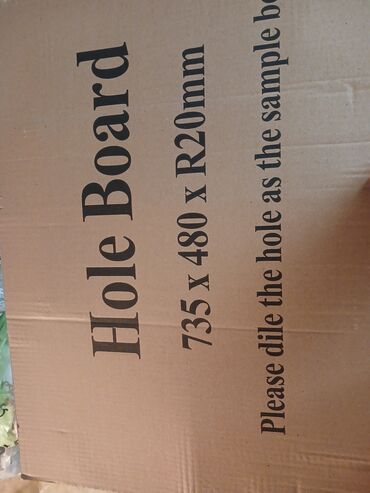 Hole Board
735 x 480 x R20mm
Please dile the hole as the sample